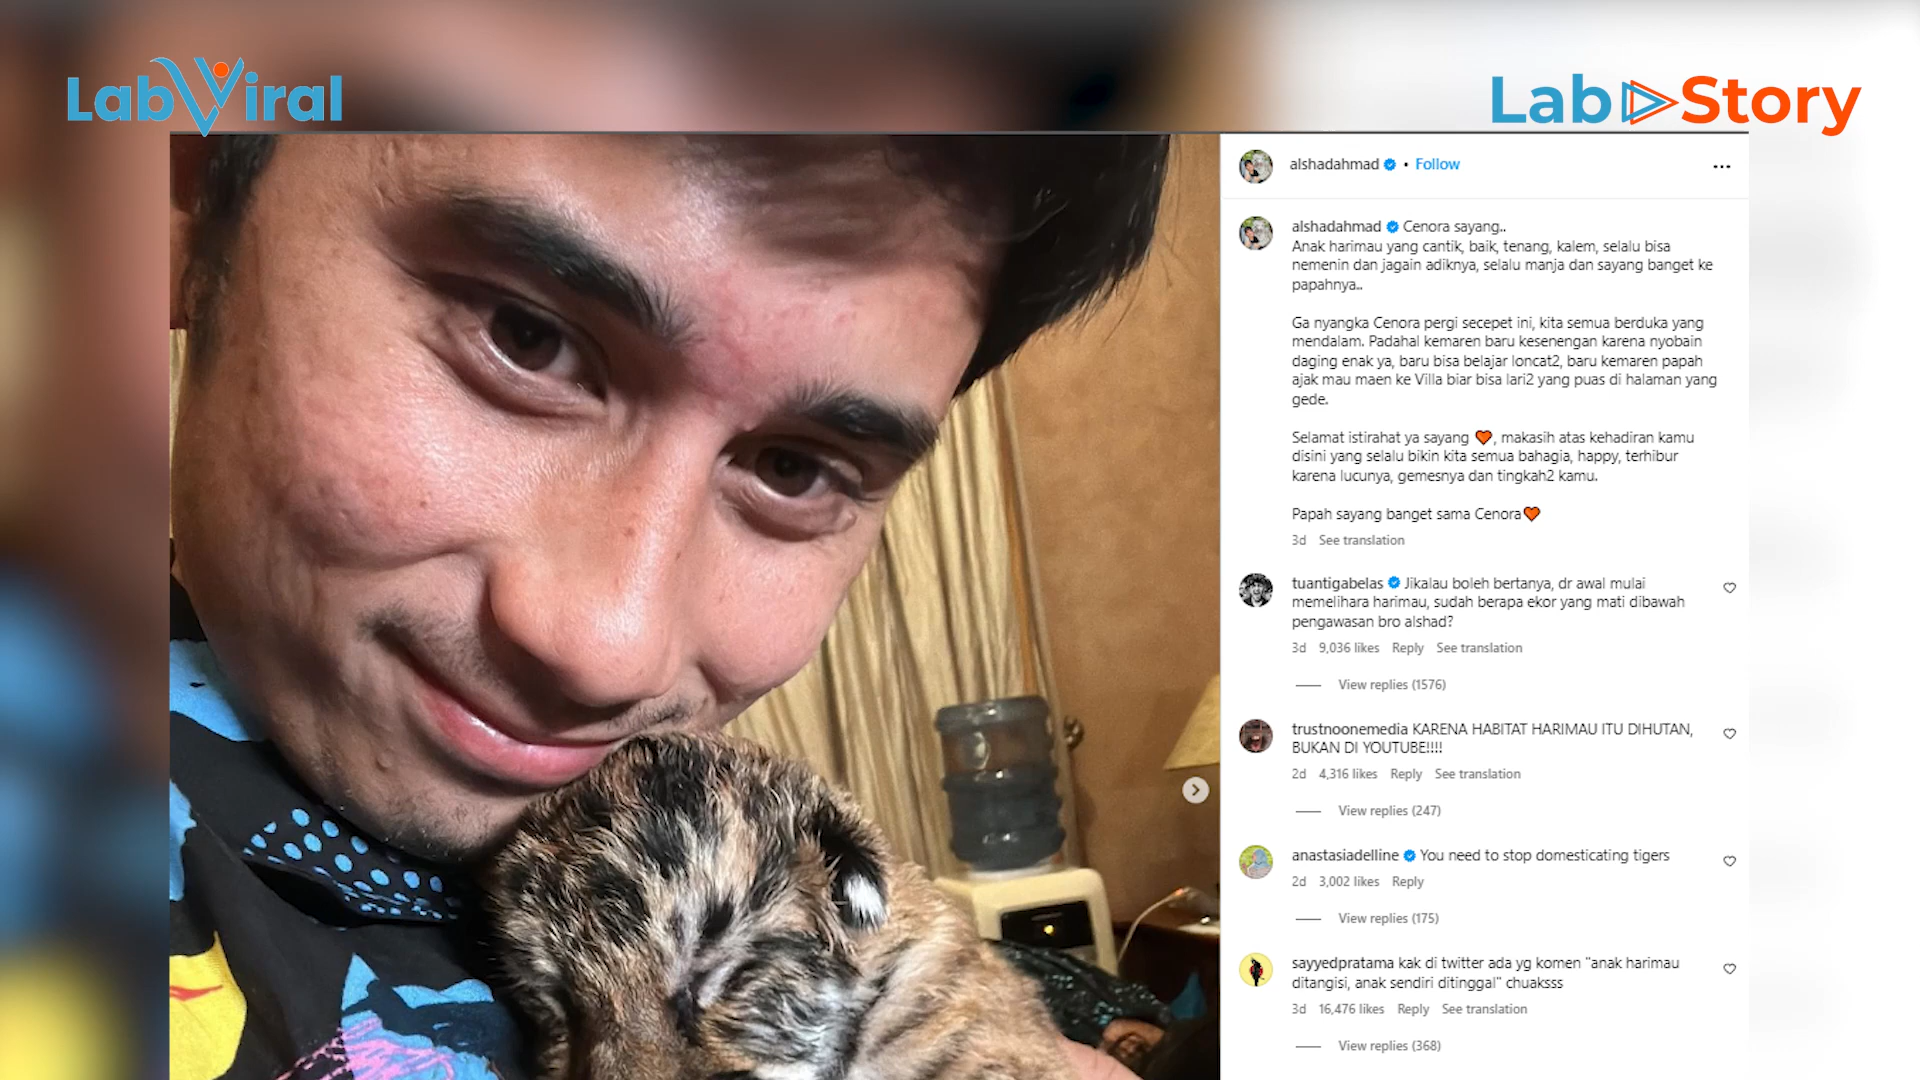 LabViral
Lab Story
alshadahmad • Follow
alshadahmad Cenora sayang..
Anak harimau yang cantik, baik, tenang, kalem, selalu bisa
nemenin dan jagain adiknya, selalu manja dan sayang banget ke
papahnya..
Ga nyangka Cenora pergi secepet ini, kita semua berduka yang
mendalam. Padahal kemaren baru kesenengan karena nyobain
daging enak ya, baru bisa belajar loncat2, baru kemaren papah
ajak mau maen ke Villa biar bisa lari2 yang puas di halaman yang
gede.
Selamat istirahat ya sayang 🧡, makasih atas kehadiran kamu
disini yang selalu bikin kita semua bahagia, happy, terhibur
karena lucunya, gemesnya dan tingkah2 kamu.
Papah sayang banget sama Cenora🧡
3d See translation
tuantigabelas Jikalau boleh bertanya, dr awal mulai
memelihara harimau, sudah berapa ekor yang mati dibawah
pengawasan bro alshad?
3d 9,036 likes Reply See translation
View replies (1576)
trustnoonemedia KARENA HABITAT HARIMAU ITU DIHUTAN,
BUKAN DI YOUTUBE!!!!
2d 4,316 likes Reply See translation
View replies (247)
anastasiadelline You need to stop domesticating tigers
2d 3,002 likes Reply
View replies (175)
sayyedpratama kak di twitter ada yg komen "anak harimau
ditangisi, anak sendiri ditinggal" chuaksss
3d 16,476 likes Reply See translation
View replies (368)